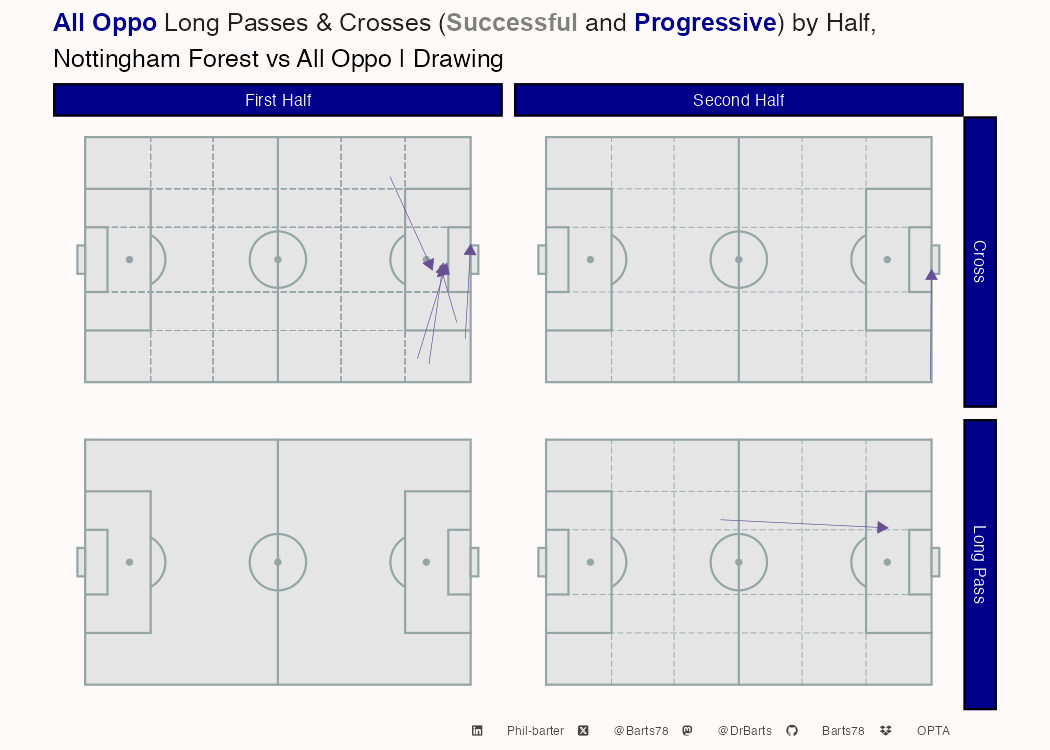 All Oppo Long Passes & Crosses (Successful and Progressive) by Half,
Nottingham Forest vs All Oppo | Drawing
First Half
Second Half
Cross
Long Pass
Phil-barter @Barts78 @DrBarts Barts78 OPTA